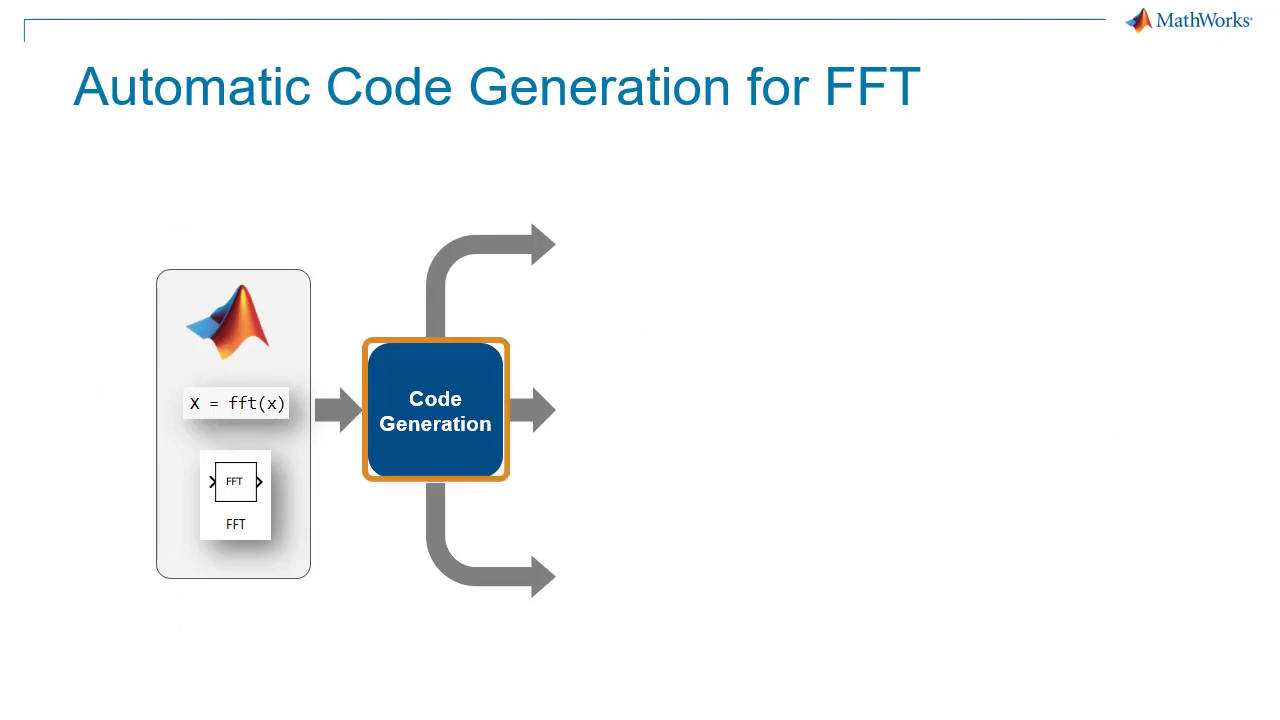 MathWorks®
Automatic Code Generation for FFT
X = fft(x)
Code
Generation
FFT
FFT